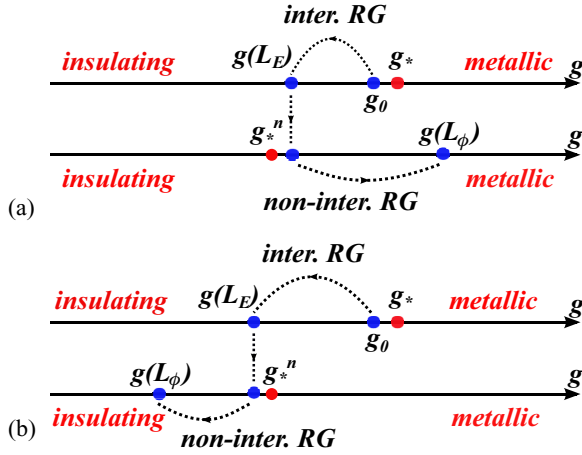 inter. RG
insulating g(L_E) g_* metallic g
g_0
g_*^n g(L_ϕ)
(a) insulating metallic
non-inter. RG
inter. RG
insulating g(L_E) g_* metallic g
g_0
g(L_ϕ) g_*^n
insulating metallic
(b) non-inter. RG